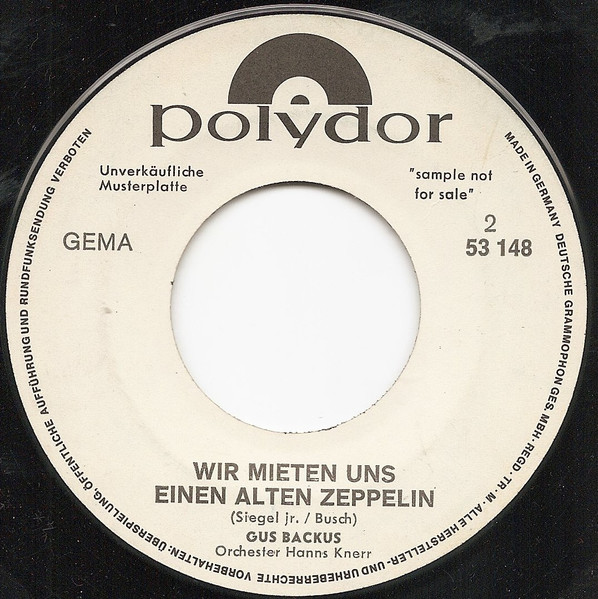 polydor
Unverkäufliche
Musterplatte
"sample not
for sale"
GEMA
2
53 148
WIR MIETEN UNS
EINEN ALTEN ZEPPELIN
(Siegel jr. / Busch)
GUS BACKUS
Orchester Hanns Knerr
MADE IN GERMANY DEUTSCHE GRAMMOPHON GES. MBH · REGD. TR. M. · ALLE HERSTELLER- UND URHEBERRECHTE VORBEHALTEN · ÜBERSPIELUNG, ÖFFENTLICHE AUFFÜHRUNG UND RUNDFUNKSENDUNG VERBOTEN